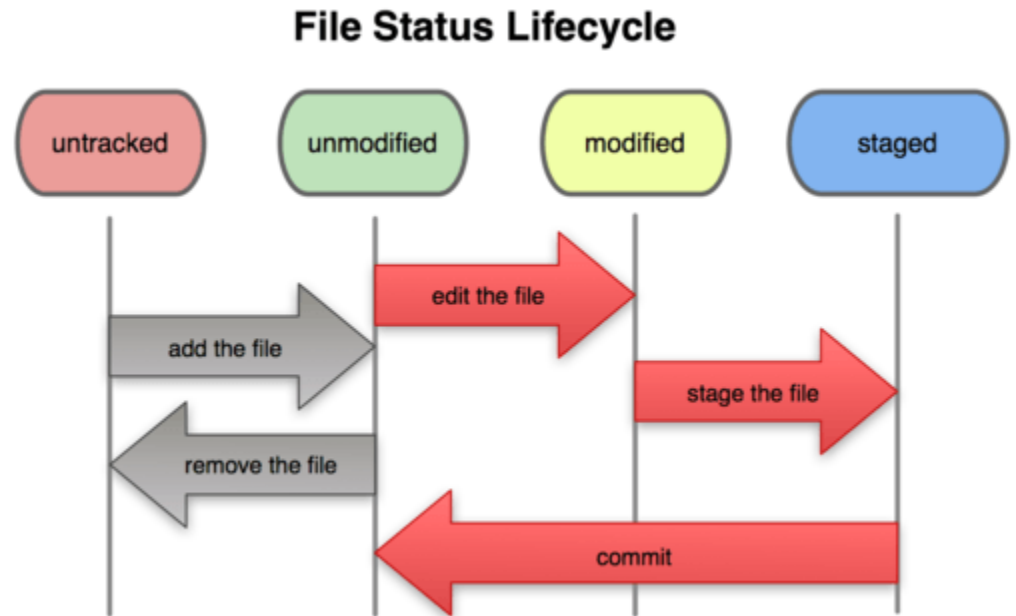 File Status Lifecycle
untracked
unmodified
modified
staged
edit the file
add the file
stage the file
remove the file
commit